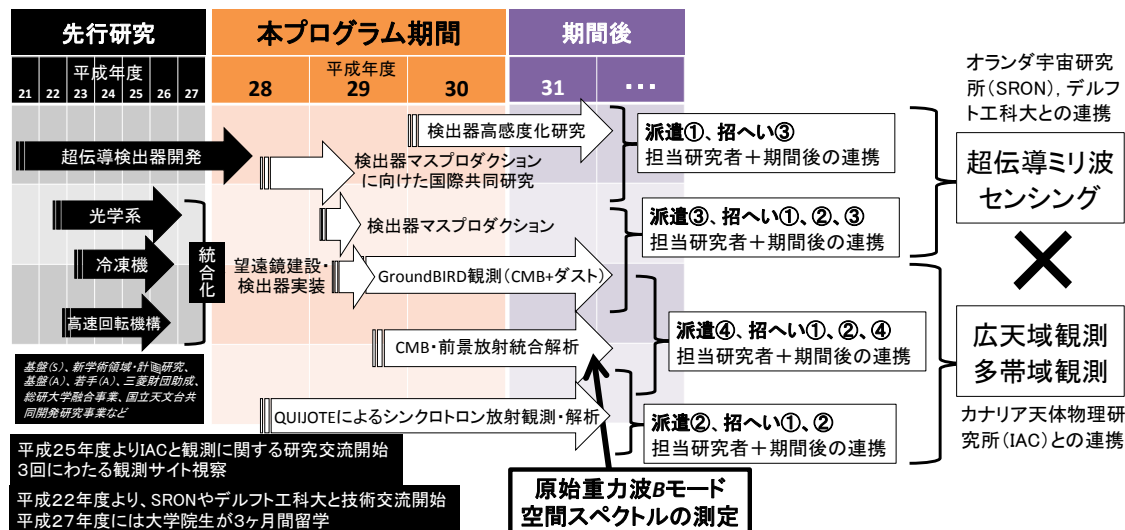 先行研究
本プログラム期間
期間後
平成年度
21 22 23 24 25 26 27
平成年度
28 29 30
31 ・・・
超伝導検出器開発
光学系
冷凍機
高速回転機構
統合化
検出器高感度化研究
検出器マスプロダクション
に向けた国際共同研究
検出器マスプロダクション
望遠鏡建設・
検出器実装
GroundBIRD観測（CMB+ダスト）
CMB・前景放射統合解析
QUIJOTEによるシンクロトロン放射観測・解析
派遣①、招へい③
担当研究者＋期間後の連携
派遣③、招へい①、②、③
担当研究者＋期間後の連携
派遣④、招へい①、②、④
担当研究者＋期間後の連携
派遣②、招へい①、②
担当研究者＋期間後の連携
オランダ宇宙研究
所（SRON）, デルフ
ト工科大との連携
超伝導ミリ波
センシング
×
広天域観測
多帯域観測
カナリア天体物理研
究所（IAC）との連携
基盤(S)、新学術領域・計 研究、
基盤(A)、若手(A)、三菱財団助成、
総研大学融合事業、国立天文台共
同開発研究事業など
平成25年度よりIACと観測に関する研究交流開始
3回にわたる観測サイト視察
平成22年度より、SRONやデルフト工科大と技術交流開始
平成27年度には大学院生が3ヶ月間留学
原始重力波Bモード
空間スペクトルの測定